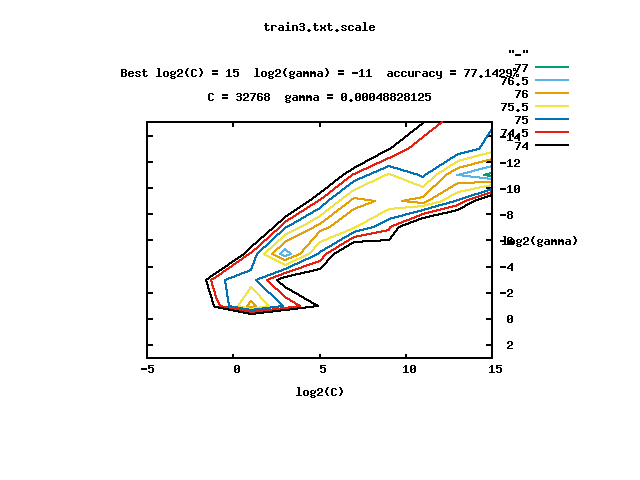 train3.txt.scale
"_"
Best log2(C) = 15 log2(gamma) = -11 accuracy = 77.1429%
77
76.5
C = 32768 gamma = 0.00048828125
76
75.5
75
74.5
74
-14
-12
-10
-8
-6
log2(gamma)
-4
-2
0
2
-5 0 5 10 15
log2(C)